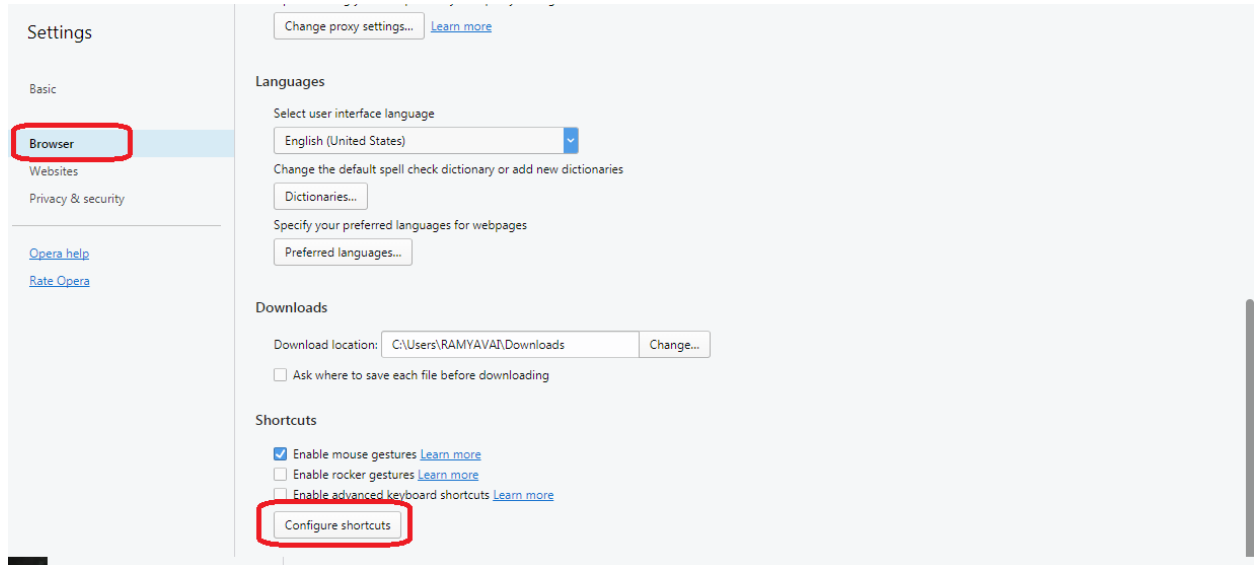 Settings
Basic
Browser
Websites
Privacy & security
Opera help
Rate Opera
Change proxy settings... Learn more
Languages
Select user interface language
English (United States)
Change the default spell check dictionary or add new dictionaries
Dictionaries...
Specify your preferred languages for webpages
Preferred languages...
Downloads
Download location: C:\Users\RAMYAVAI\Downloads Change...
Ask where to save each file before downloading
Shortcuts
Enable mouse gestures Learn more
Enable rocker gestures Learn more
Enable advanced keyboard shortcuts Learn more
Configure shortcuts